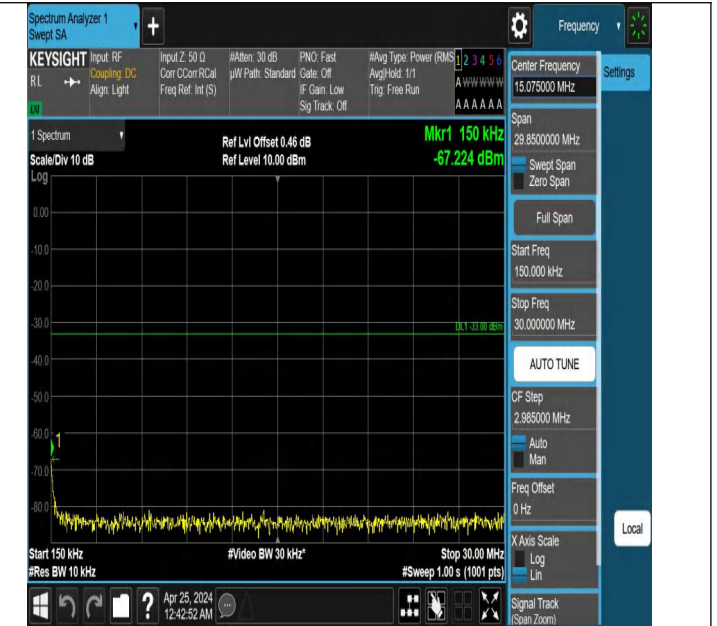 Spectrum Analyzer 1
Swept SA
+
Frequency
KEYSIGHT
RL
Input: RF
Coupling: DC
Align: Light
Input Z: 50 Ω
Corr CCorr RCal
Freq Ref: Int (S)
#Atten: 30 dB
µW Path: Standard
PNO: Fast
Gate: Off
IF Gain: Low
Sig Track: Off
#Avg Type: Power (RMS
Avg|Hold: 1/1
Trig: Free Run
1 2 3 4 5 6
A W W W W W
A A A A A A
1 Spectrum
Scale/Div 10 dB
Log
Ref Lvl Offset 0.46 dB
Ref Level 10.00 dBm
Mkr1 150 kHz
-67.224 dBm
0.00
-10.0
-20.0
-30.0
DL1 -33.00 dBm
-40.0
-50.0
-60.0
1
-70.0
-80.0
Start 150 kHz
#Res BW 10 kHz
#Video BW 30 kHz*
Stop 30.00 MHz
#Sweep 1.00 s (1001 pts)
Apr 25, 2024
12:42:52 AM
Center Frequency
15.075000 MHz
Settings
Span
29.8500000 MHz
Swept Span
Zero Span
Full Span
Start Freq
150.000 kHz
Stop Freq
30.000000 MHz
AUTO TUNE
CF Step
2.985000 MHz
Auto
Man
Freq Offset
0 Hz
Local
X Axis Scale
Log
Lin
Signal Track
(Span Zoom)